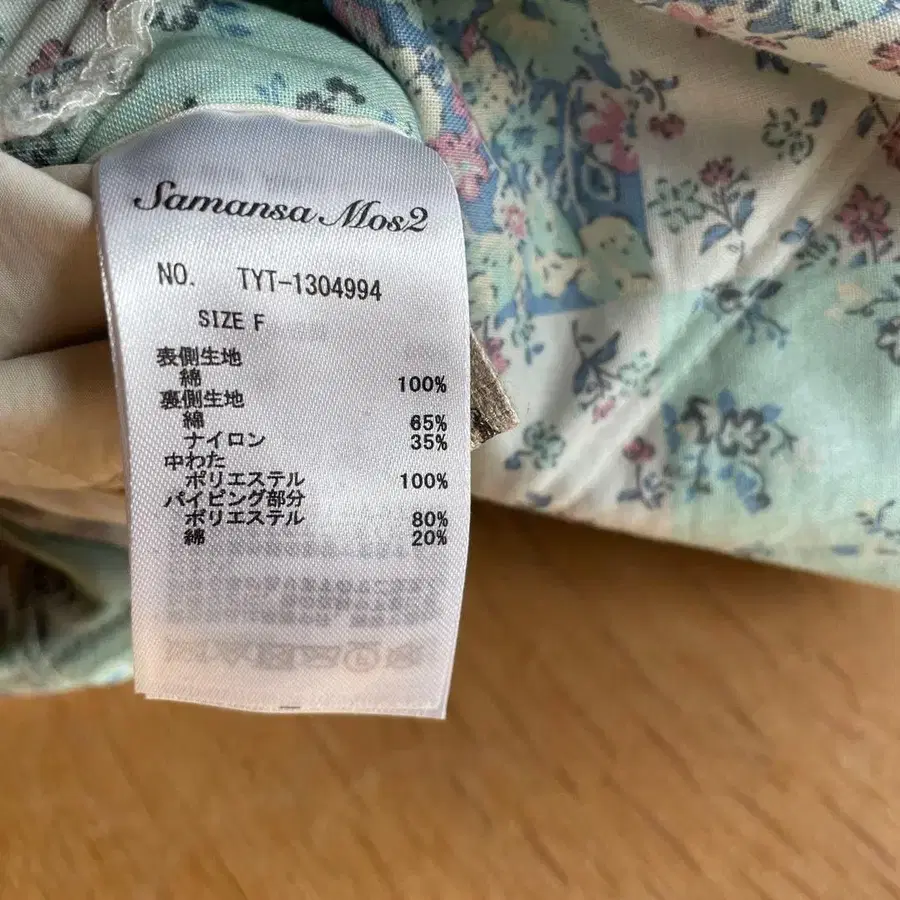 Samansa Mos2
NO. TYT-1304994
SIZE F
表側生地
綿 100%
裏側生地
綿 65%
ナイロン 35%
中わた
ポリエステル 100%
パイピング部分
ポリエステル 80%
綿 20%